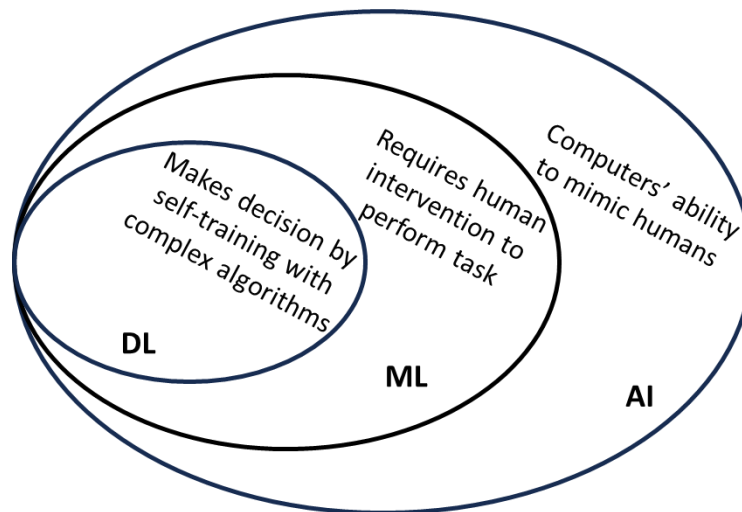 Makes decision by
self-training with
complex algorithms
DL
Requires human
intervention to
perform task
ML
Computers’ ability
to mimic humans
AI